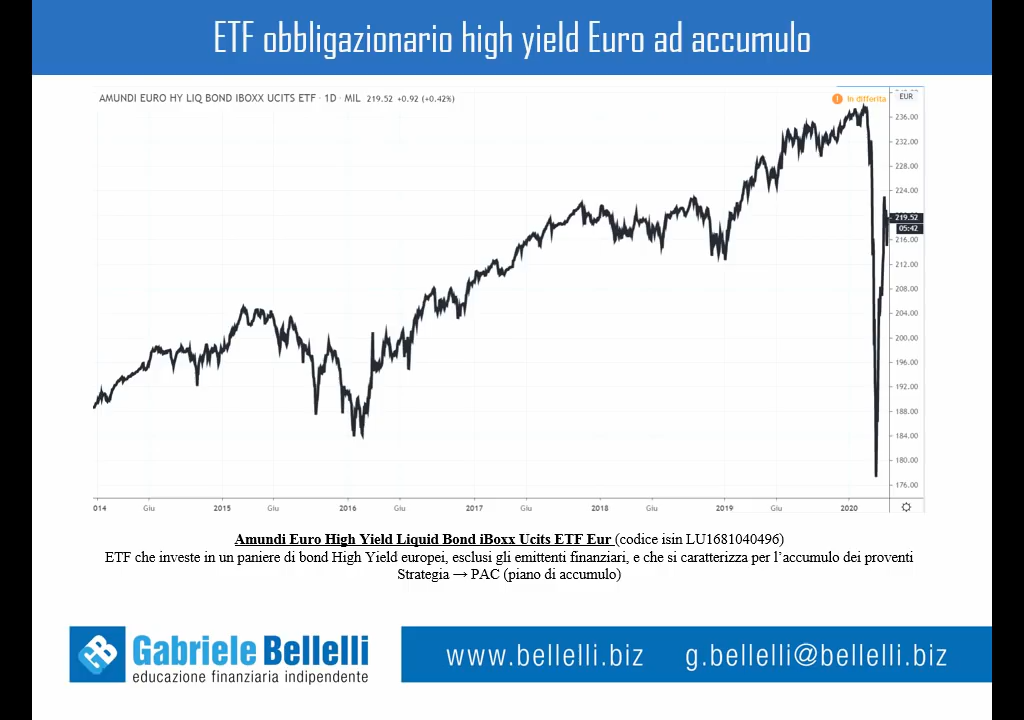 ETF obbligazionario high yield Euro ad accumulo
AMUNDI EURO HY LIQ BOND IBOXX UCITS ETF · 1D · MIL 219.52 +0.92 (+0.42%)
! In differita
EUR
236.00
232.00
228.00
224.00
219.52
05:42
216.00
212.00
208.00
204.00
200.00
196.00
192.00
188.00
184.00
180.00
176.00
014 Giu 2015 Giu 2016 Giu 2017 Giu 2018 Giu 2019 Giu 2020
Amundi Euro High Yield Liquid Bond iBoxx Ucits ETF Eur (codice isin LU1681040496)
ETF che investe in un paniere di bond High Yield europei, esclusi gli emittenti finanziari, e che si caratterizza per l’accumulo dei proventi
Strategia → PAC (piano di accumulo)
Gabriele Bellelli
educazione finanziaria indipendente
www.bellelli.biz g.bellelli@bellelli.biz